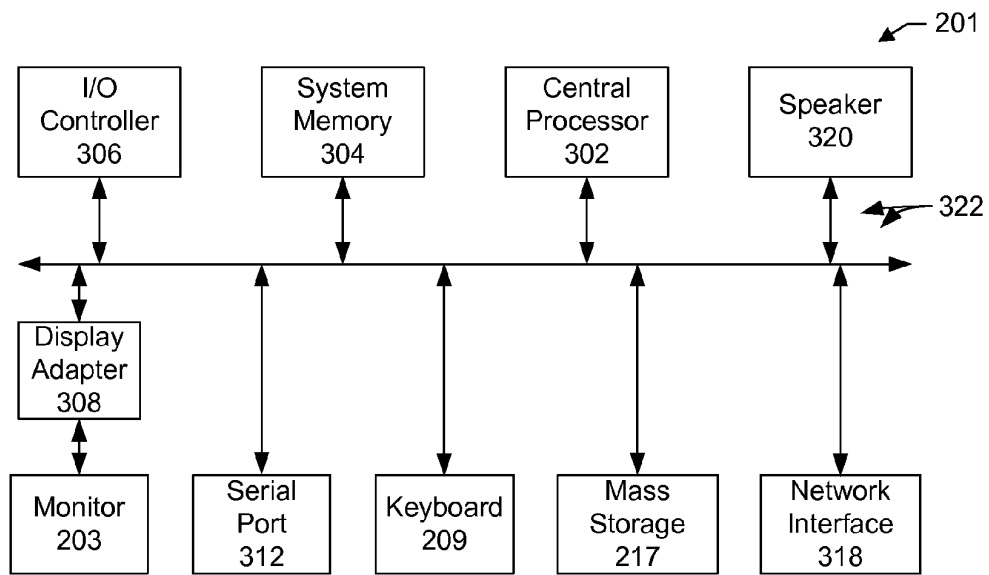 201
I/O
Controller
306
System
Memory
304
Central
Processor
302
Speaker
320
322
Display
Adapter
308
Monitor
203
Serial
Port
312
Keyboard
209
Mass
Storage
217
Network
Interface
318